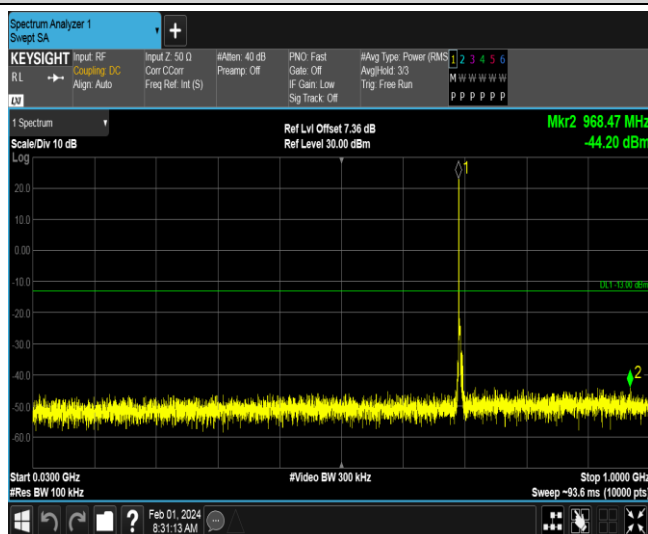 Spectrum Analyzer 1
Swept SA
+
KEYSIGHT Input: RF Input Z: 50 Ω #Atten: 40 dB PNO: Fast #Avg Type: Power (RMS 1 2 3 4 5 6
RL Coupling: DC Corr CCorr Preamp: Off Gate: Off Avg|Hold: 3/3 M W W W W W
Align: Auto Freq Ref: Int (S) IF Gain: Low Trig: Free Run
LXI Sig Track: Off P P P P P P
1 Spectrum Ref Lvl Offset 7.36 dB Mkr2 968.47 MHz
Scale/Div 10 dB Ref Level 30.00 dBm -44.20 dBm
Log
1
20.0
10.0
0.00
-10.0
DL1 -13.00 dBm
-20.0
-30.0
-40.0
2
-50.0
-60.0
Start 0.0300 GHz #Video BW 300 kHz Stop 1.0000 GHz
#Res BW 100 kHz Sweep ~93.6 ms (10000 pts)
? Feb 01, 2024
8:31:13 AM